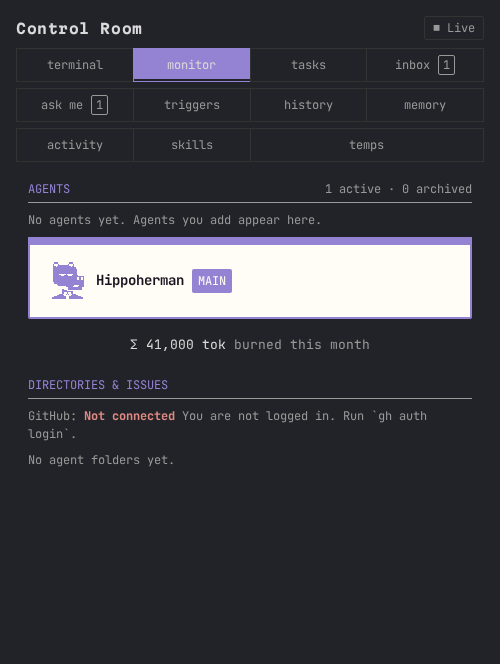 Control Room
■ Live
terminal
monitor
tasks
inbox 1
ask me 1
triggers
history
memory
activity
skills
temps
AGENTS
1 active · 0 archived
No agents yet. Agents you add appear here.
Hippoherman MAIN
Σ 41,000 tok burned this month
DIRECTORIES & ISSUES
GitHub: Not connected You are not logged in. Run `gh auth
login`.
No agent folders yet.